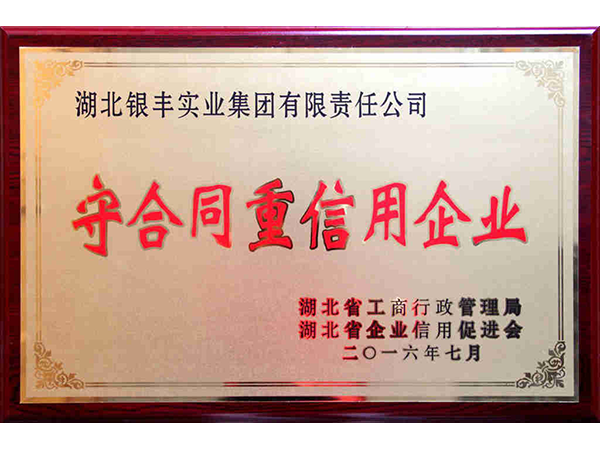 湖北银丰实业集团有限责任公司
守合同重信用企业
湖北省工商行政管理局
湖北省企业信用促进会
二〇一六年七月